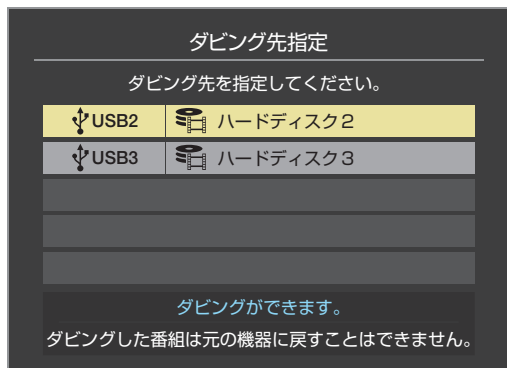 ダビング先指定
ダビング先を指定してください。
USB2 ハードディスク2
USB3 ハードディスク3
ダビングができます。
ダビングした番組は元の機器に戻すことはできません。